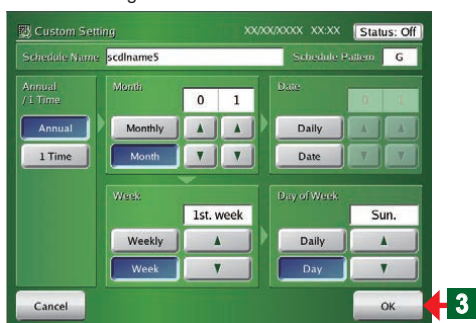 Custom Setting XX/XX/XXXX XX:XX Status: Off
Schedule Name scdlname5 Schedule Pattern G
Annual
/1 Time
Annual
1 Time
Month
0 1
Monthly
Month
Date
0 1
Daily
Date
Week
1st. week
Weekly
Week
Day of Week
Sun.
Daily
Day
Cancel
OK
3